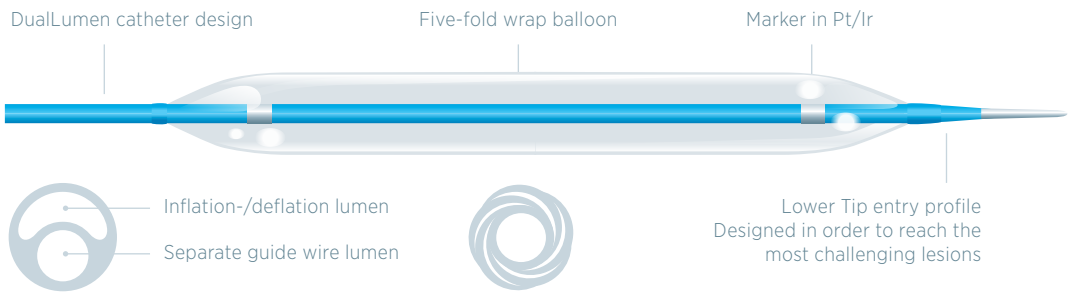 DualLumen catheter design
Five-fold wrap balloon
Marker in Pt/Ir
Inflation-/deflation lumen
Separate guide wire lumen
Lower Tip entry profile
Designed in order to reach the
most challenging lesions